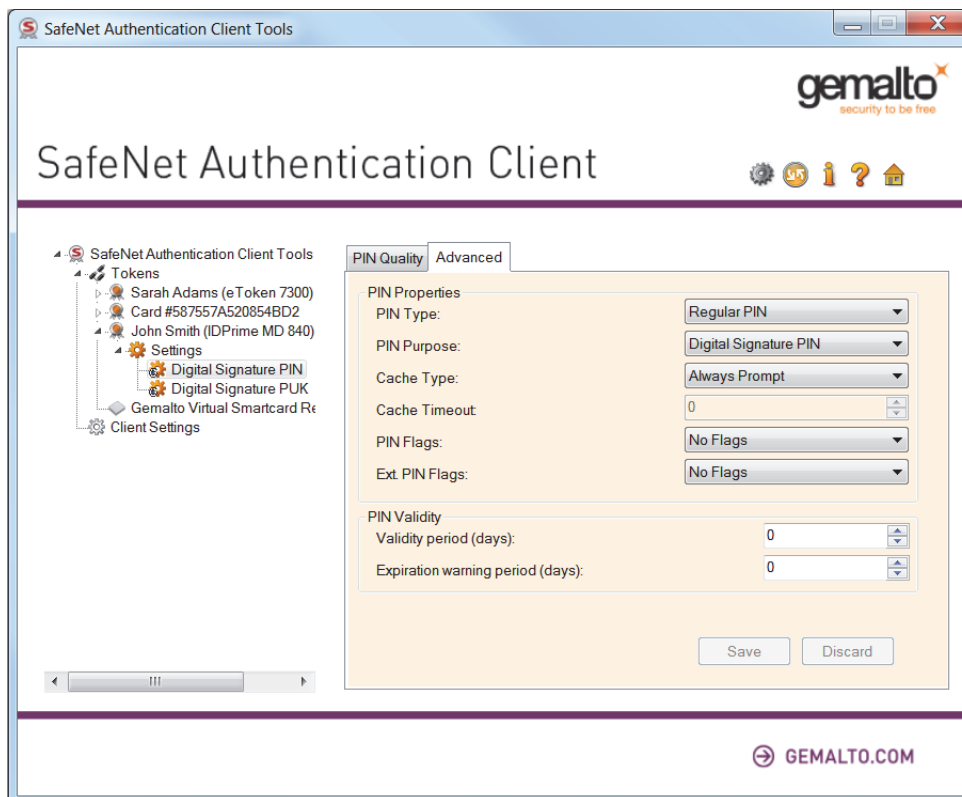 SafeNet Authentication Client Tools
gemalto
security to be free
SafeNet Authentication Client
SafeNet Authentication Client Tools
Tokens
Sarah Adams (eToken 7300)
Card #587557A520854BD2
John Smith (IDPrime MD 840)
Settings
Digital Signature PIN
Digital Signature PUK
Gemalto Virtual Smartcard Re
Client Settings
PIN Quality Advanced
PIN Properties
PIN Type: Regular PIN
PIN Purpose: Digital Signature PIN
Cache Type: Always Prompt
Cache Timeout: 0
PIN Flags: No Flags
Ext. PIN Flags: No Flags
PIN Validity
Validity period (days): 0
Expiration warning period (days): 0
Save Discard
GEMALTO.COM